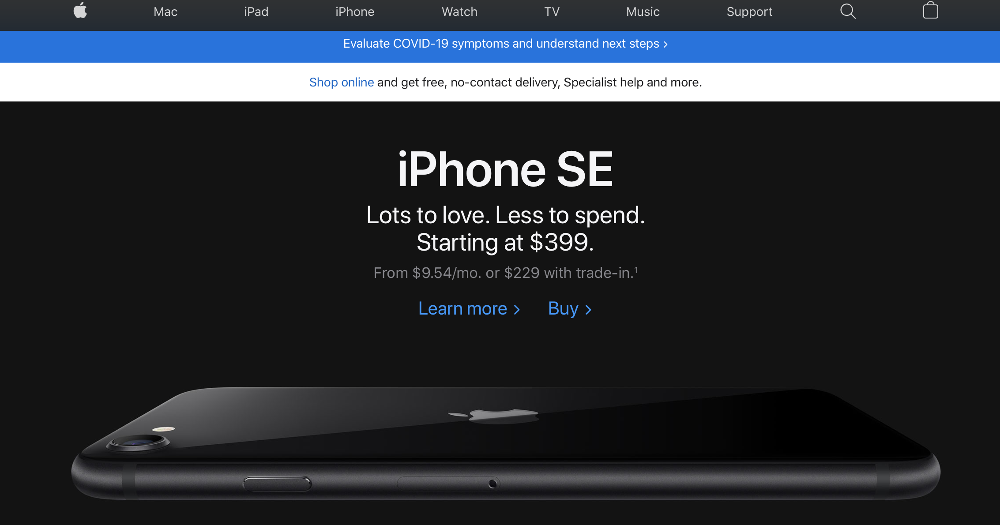 Mac iPad iPhone Watch TV Music Support
Evaluate COVID-19 symptoms and understand next steps >
Shop online and get free, no-contact delivery, Specialist help and more.
iPhone SE
Lots to love. Less to spend.
Starting at $399.
From $9.54/mo. or $229 with trade-in.¹
Learn more > Buy >